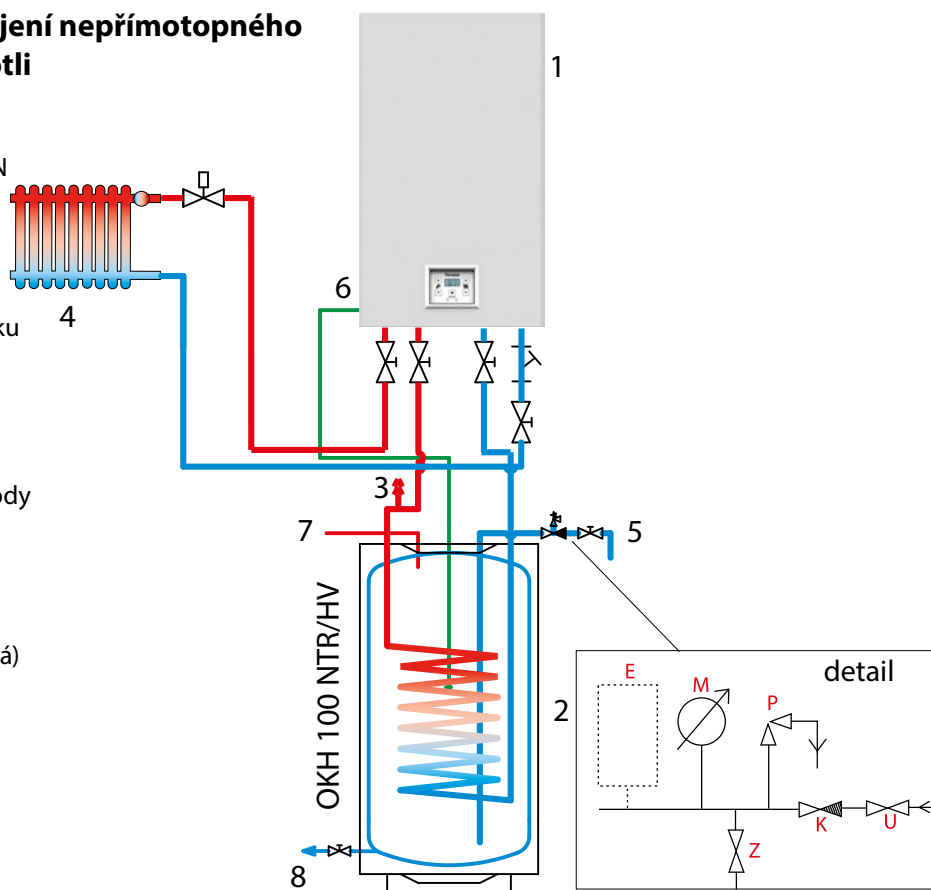 jení nepřímotopného
tli
N
ku
ody
á)
1
4
6
3
7
5
OKH 100 NTR/HV
2
8
detail
E
M
P
K
U
Z